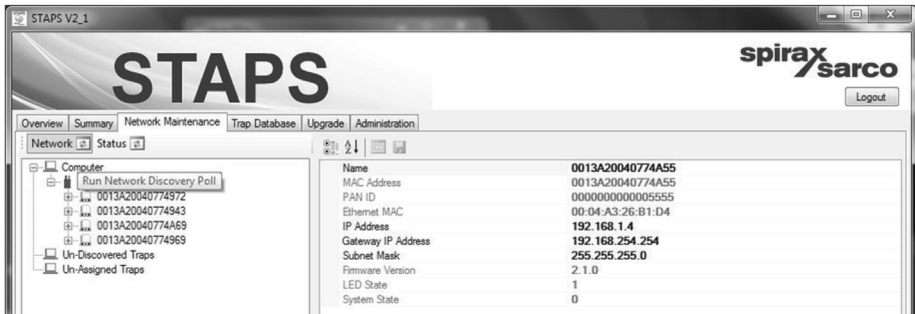 STAPS V2_1
STAPS
spirax
sarco
Logout
Overview Summary Network Maintenance Trap Database Upgrade Administration
Network Status
Computer
Run Network Discovery Poll
0013A20040774972
0013A20040774943
0013A20040774A69
0013A20040774969
Un-Discovered Traps
Un-Assigned Traps
Name 0013A20040774A55
MAC Address 0013A20040774A55
PAN ID 0000000000005555
Ethernet MAC 00:04:A3:26:B1:D4
IP Address 192.168.1.4
Gateway IP Address 192.168.254.254
Subnet Mask 255.255.255.0
Firmware Version 2.1.0
LED State 1
System State 0